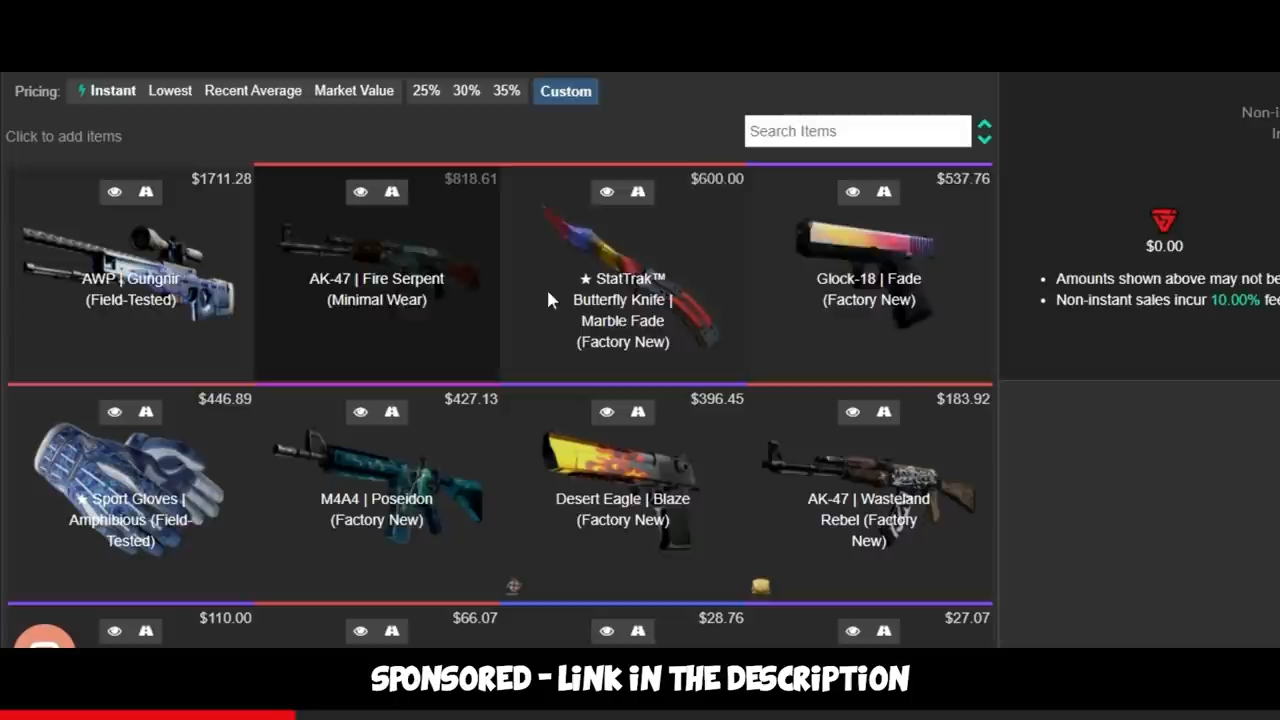 Pricing: Instant Lowest Recent Average Market Value 25% 30% 35% Custom
Click to add items
Search Items
Non-i
I
$1711.28
AWP | Gungnir
(Field-Tested)
$818.61
AK-47 | Fire Serpent
(Minimal Wear)
$600.00
★ StatTrak™
Butterfly Knife |
Marble Fade
(Factory New)
$537.76
Glock-18 | Fade
(Factory New)
$0.00
• Amounts shown above may not be
• Non-instant sales incur 10.00% fe
$446.89
★ Sport Gloves |
Amphibious (Field-
Tested)
$427.13
M4A4 | Poseidon
(Factory New)
$396.45
Desert Eagle | Blaze
(Factory New)
$183.92
AK-47 | Wasteland
Rebel (Factory
New)
$110.00
$66.07
$28.76
$27.07
SPONSORED - LINK IN THE DESCRIPTION